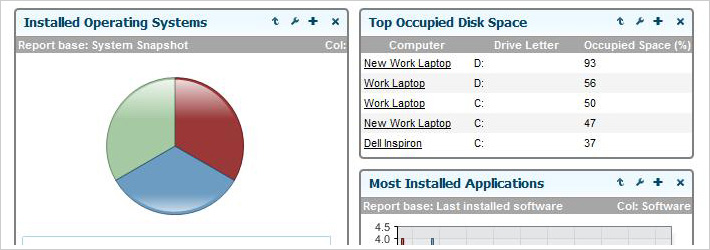 Installed Operating Systems
Report base: System Snapshot Col:
Top Occupied Disk Space
Computer Drive Letter Occupied Space (%)
New Work Laptop D: 93
Work Laptop D: 56
Work Laptop C: 50
New Work Laptop C: 47
Dell Inspiron C: 37
Most Installed Applications
Report base: Last installed software Col: Software
4.5
4.0